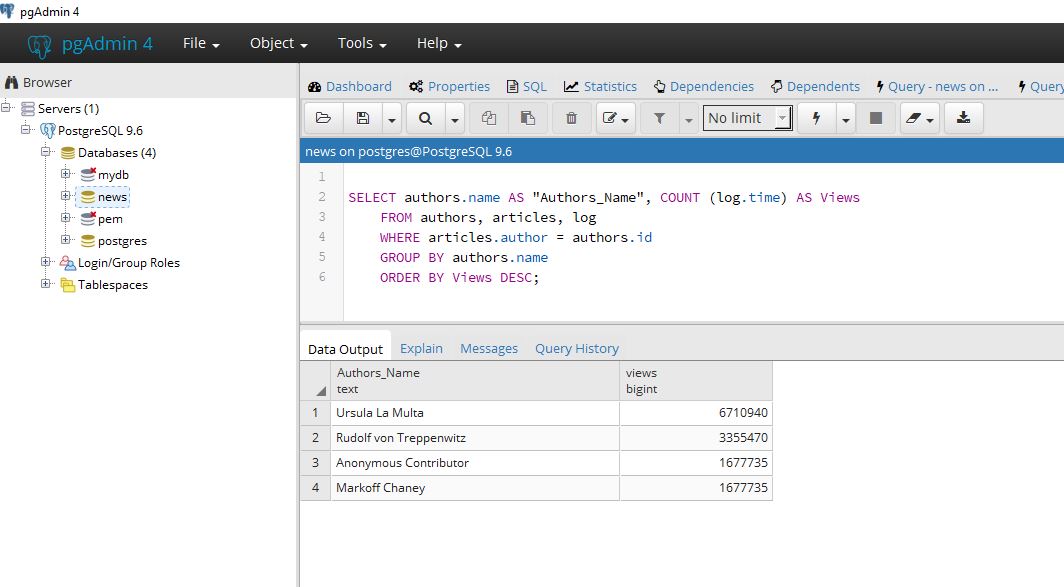 pgAdmin 4
pgAdmin 4 File Object Tools Help
Browser
Dashboard Properties SQL Statistics Dependencies Dependents Query - news on ... Query
Servers (1)
PostgreSQL 9.6
Databases (4)
mydb
news
pem
postgres
Login/Group Roles
Tablespaces
No limit
news on postgres@PostgreSQL 9.6
1
2 SELECT authors.name AS "Authors_Name", COUNT (log.time) AS Views
3 FROM authors, articles, log
4 WHERE articles.author = authors.id
5 GROUP BY authors.name
6 ORDER BY Views DESC;
Data Output Explain Messages Query History
Authors_Name views
text bigint
1 Ursula La Multa 6710940
2 Rudolf von Treppenwitz 3355470
3 Anonymous Contributor 1677735
4 Markoff Chaney 1677735